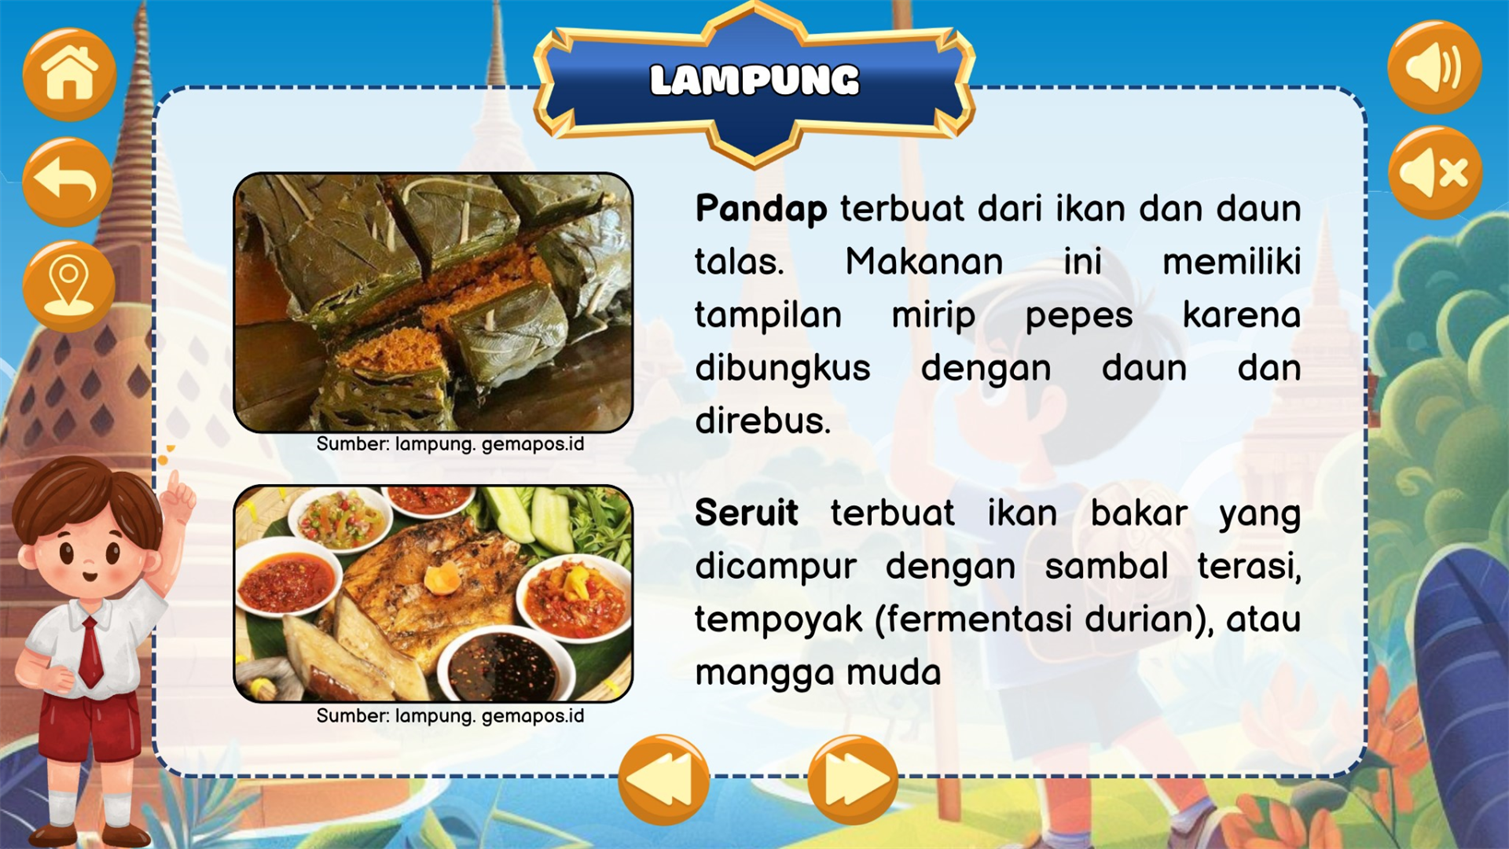 LAMPUNG
Pandap terbuat dari ikan dan daun
talas. Makanan ini memiliki
tampilan mirip pepes karena
dibungkus dengan daun dan
direbus.
Sumber: lampung. gemapos.id
Seruit terbuat ikan bakar yang
dicampur dengan sambal terasi,
tempoyak (fermentasi durian), atau
mangga muda
Sumber: lampung. gemapos.id